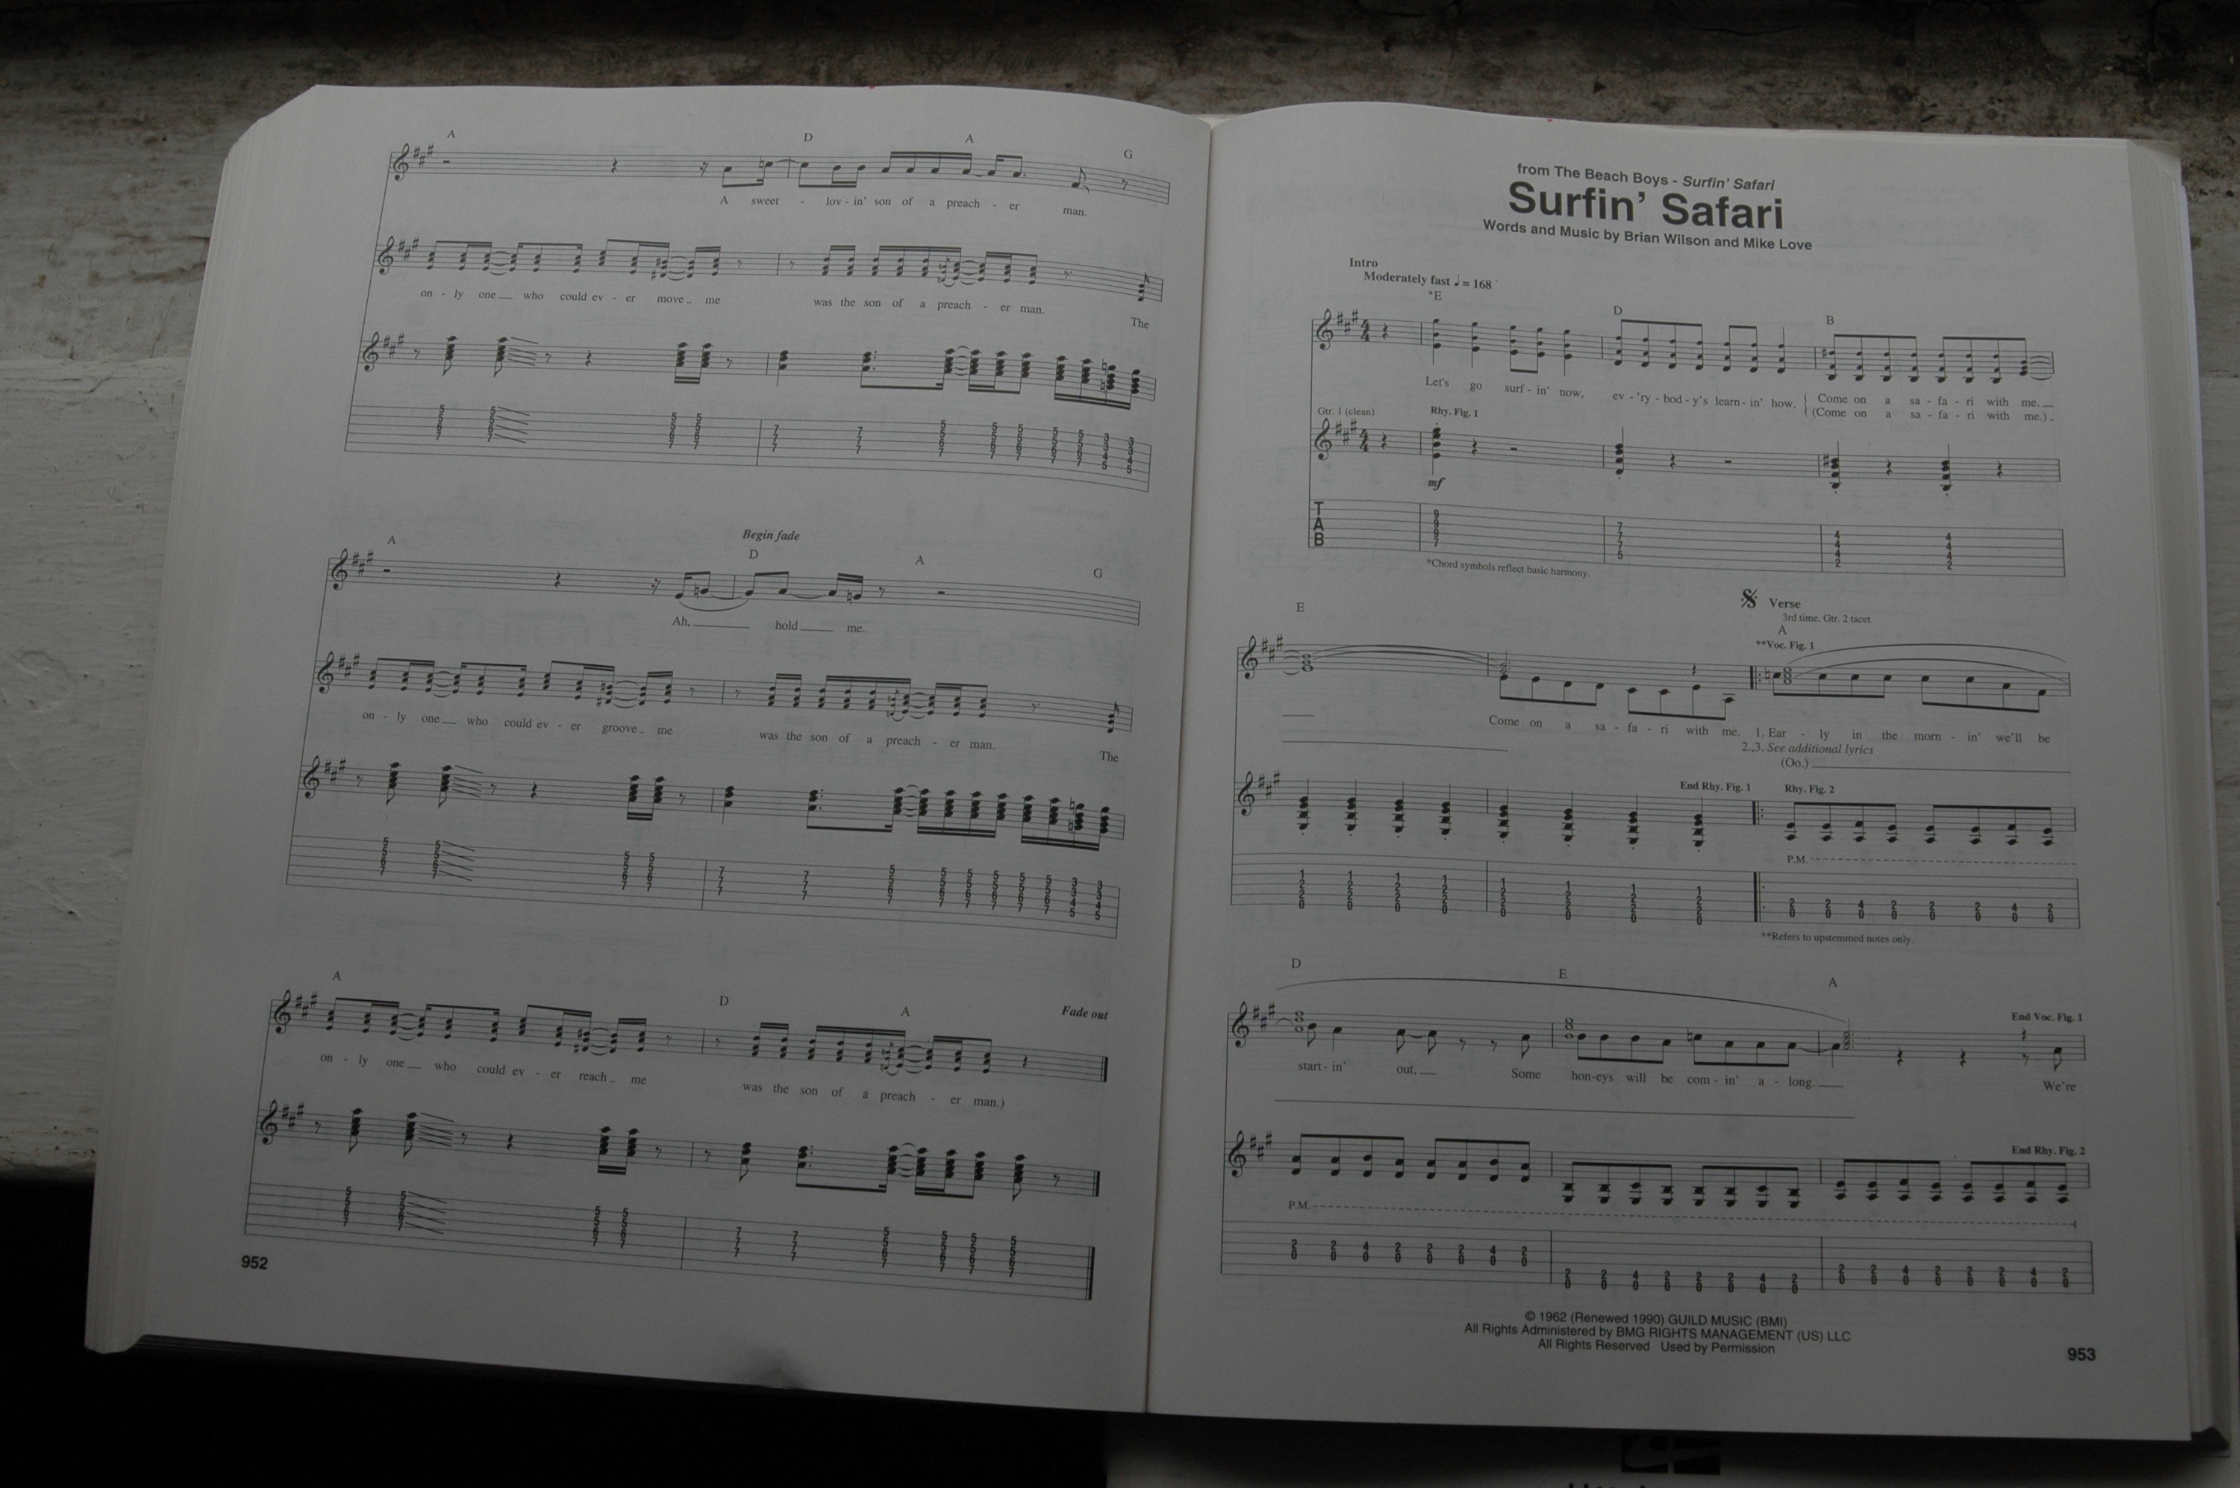 A D A G
A sweet - lov - in' son of a preach - er man.
on - ly one who could ev - er move me was the son of a preach - er man. The
Begin fade
A D A G
Ah, hold me.
on - ly one who could ev - er groove me was the son of a preach - er man. The
A D A Fade out
on - ly one who could ev - er reach me was the son of a preach - er man.)
952
from The Beach Boys - Surfin' Safari
Surfin' Safari
Words and Music by Brian Wilson and Mike Love
Intro
Moderately fast ♩ = 168
*E D B
Let's go surf - in' now, ev - 'ry - bod - y's learn - in' how. Come on a sa - fa - ri with me.
(Come on a sa - fa - ri with me.)
Gtr. 1 (clean) Rhy. Fig. 1
mf
T
A
B
*Chord symbols reflect basic harmony.
Verse
3rd time, Gtr. 2 tacet
E A
**Voc. Fig. 1
Come on a sa - fa - ri with me. 1. Ear - ly in the morn - in' we'll be
2.,3. See additional lyrics
(Oo.)
End Rhy. Fig. 1 Rhy. Fig. 2
P.M.
**Refers to upstemmed notes only.
D E A
End Voc. Fig. 1
start - in' out. Some hon - eys will be com - in' a - long. We're
End Rhy. Fig. 2
P.M.
© 1962 (Renewed 1990) GUILD MUSIC (BMI)
All Rights Administered by BMG RIGHTS MANAGEMENT (US) LLC
All Rights Reserved Used by Permission
953